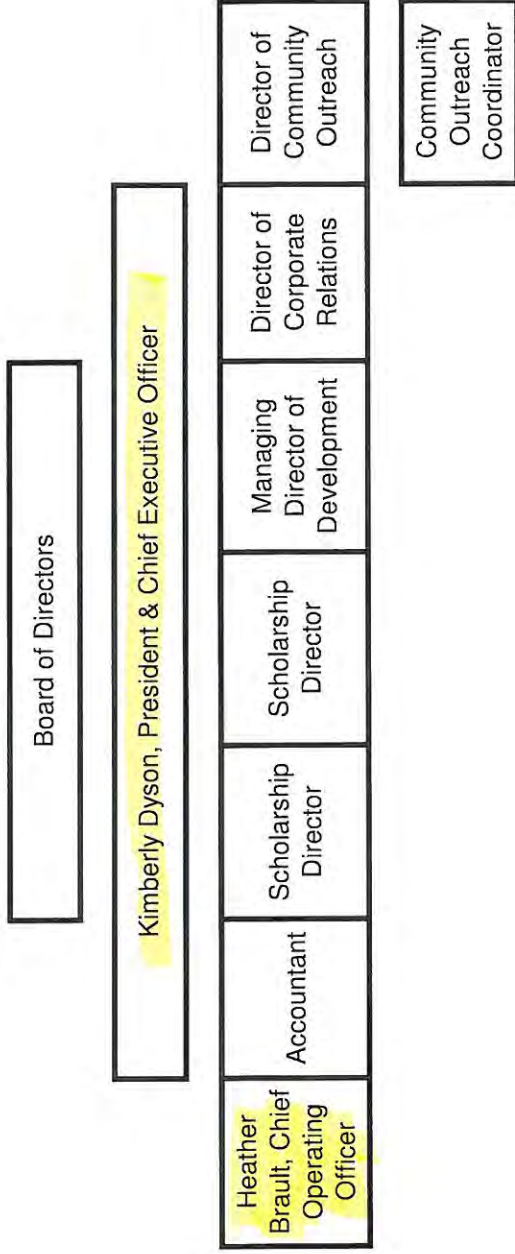 Board of Directors
Kimberly Dyson, President & Chief Executive Officer
Heather
Brault, Chief
Operating
Officer
Accountant
Scholarship
Director
Scholarship
Director
Managing
Director of
Development
Director of
Corporate
Relations
Director of
Community
Outreach
Community
Outreach
Coordinator